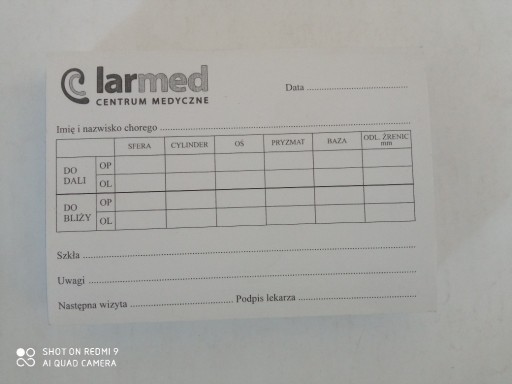 larmed
CENTRUM MEDYCZNE
Data
Imię i nazwisko chorego
SFERA CYLINDER OŚ PRYZMAT BAZA ODL. ŹRENIC mm
DO DALI OP
OL
DO BLIŻY OP
OL
Szkła
Uwagi
Następna wizyta Podpis lekarza
SHOT ON REDMI 9
AI QUAD CAMERA